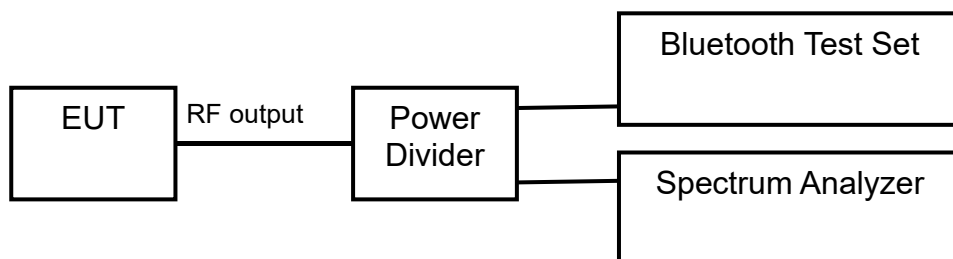 EUT
RF output
Power
Divider
Bluetooth Test Set
Spectrum Analyzer